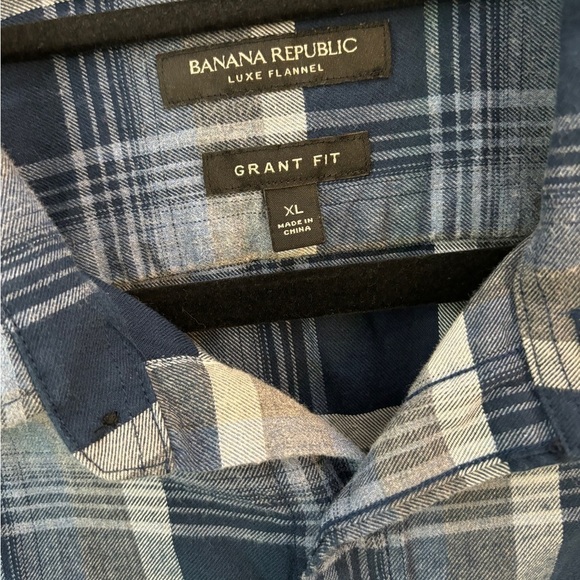 BANANA REPUBLIC
LUXE FLANNEL
GRANT FIT
XL
MADE IN
CHINA